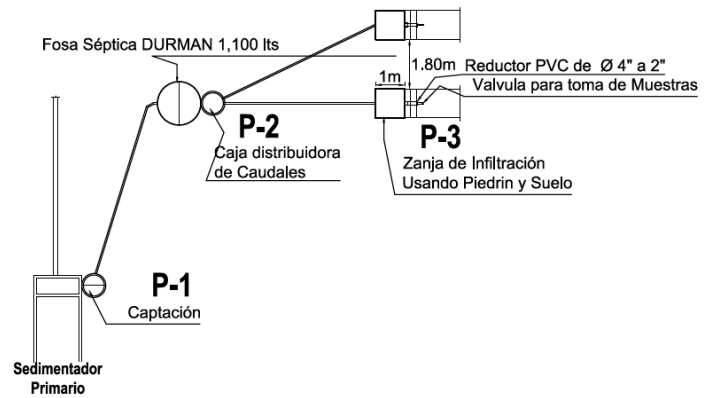 Fosa Séptica DURMAN 1,100 lts
1.80m
Reductor PVC de Ø 4" a 2"
1m
Valvula para toma de Muestras
P-2
Caja distribuidora
de Caudales
P-3
Zanja de Infiltración
Usando Piedrin y Suelo
P-1
Captación
Sedimentador
Primario